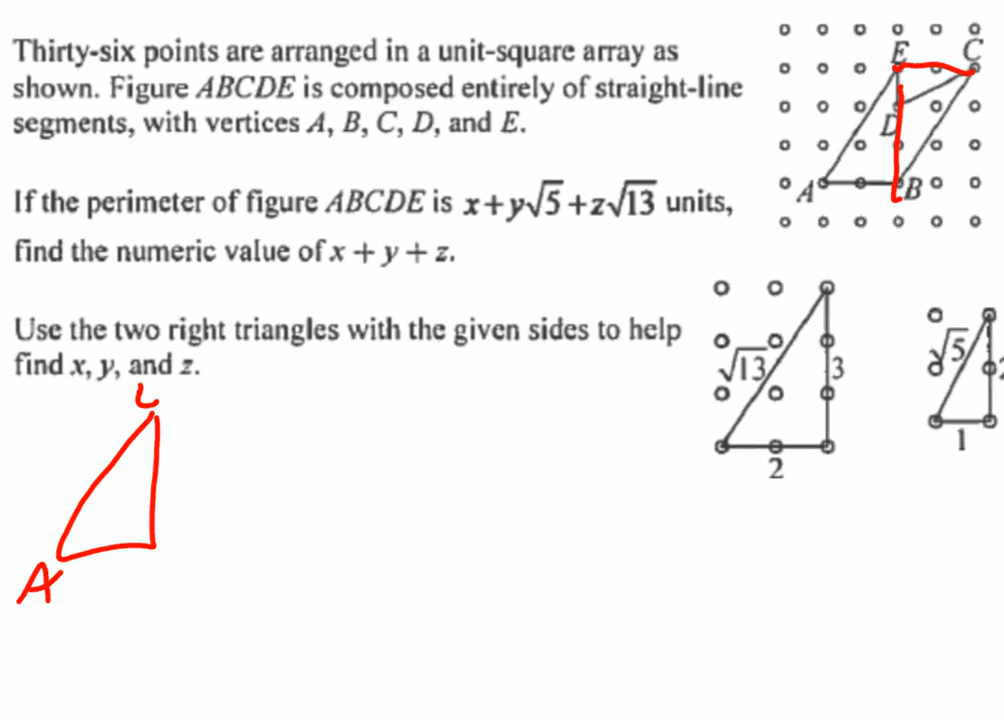 Thirty-six points are arranged in a unit-square array as
shown. Figure ABCDE is composed entirely of straight-line
segments, with vertices A, B, C, D, and E.
E C
D
A B
If the perimeter of figure ABCDE is x+y√5+z√13 units,
find the numeric value of x + y + z.
Use the two right triangles with the given sides to help
find x, y, and z.
√13 3
2
√5 2
1
A